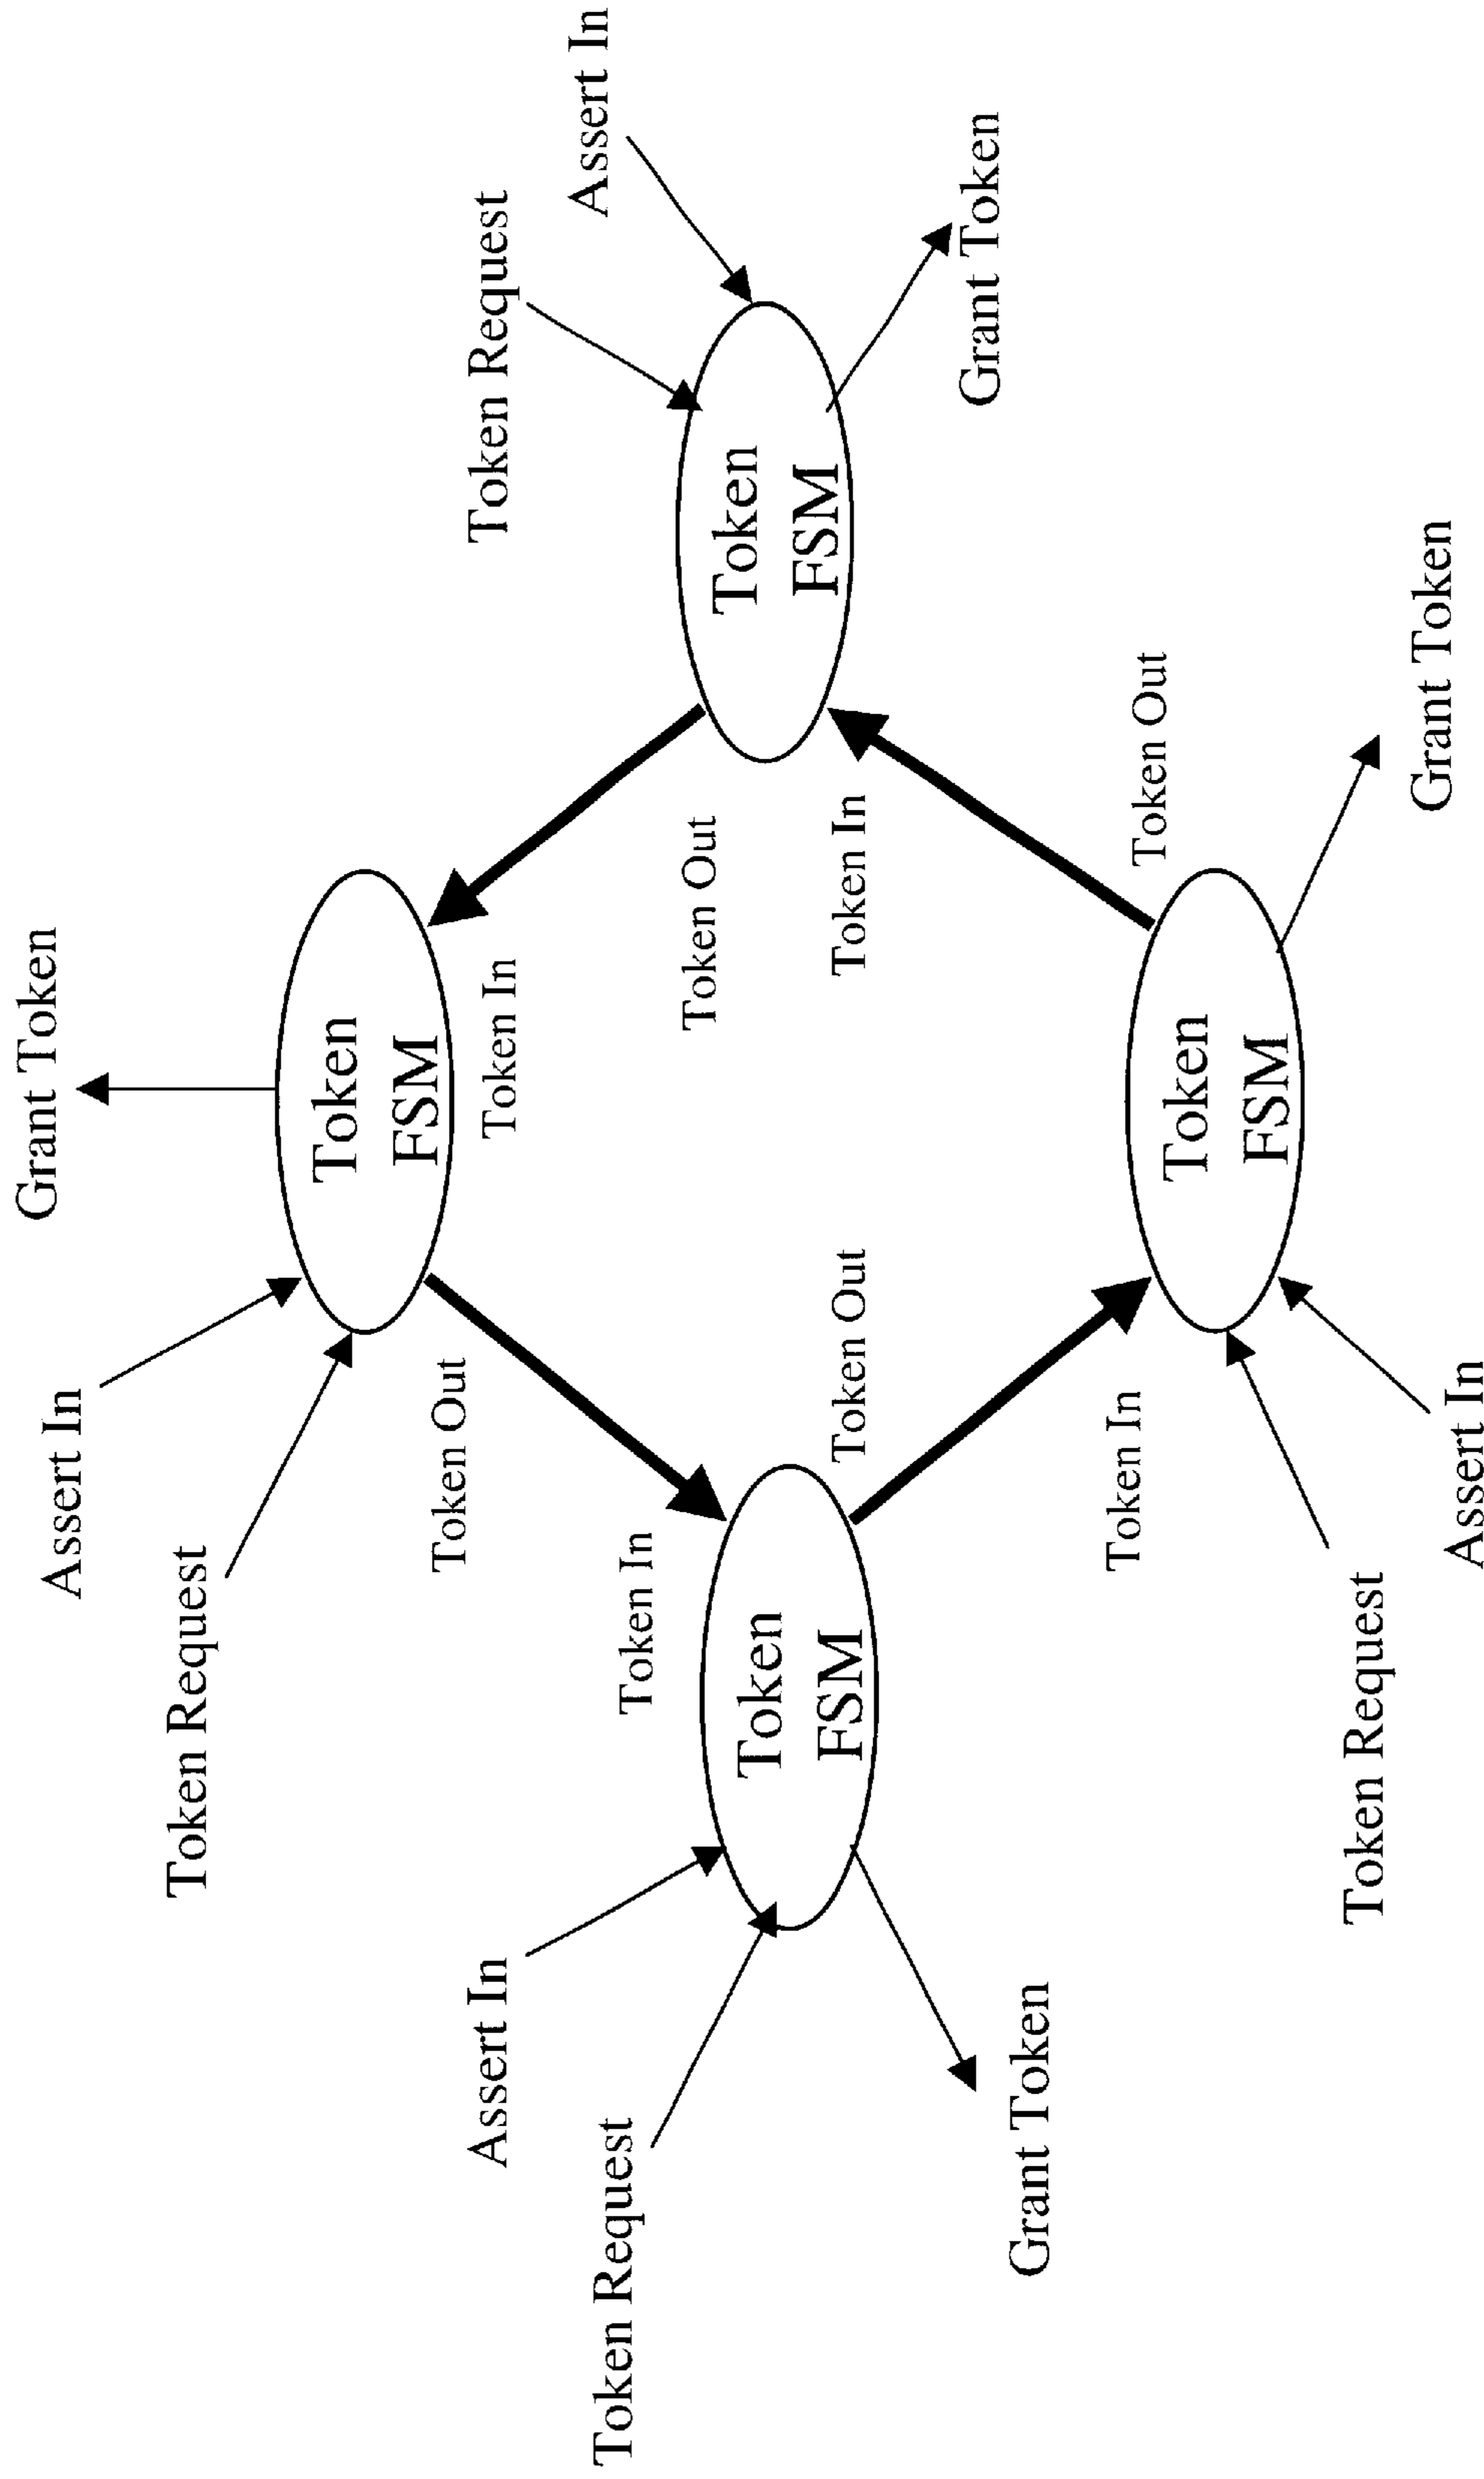 Grant Token
Assert In
Token Request
Token
FSM
Token Out
Token In
Assert In
Token Request
Assert In
Token Request
Token In
Token Out
Token
FSM
Token
FSM
Token Out
Token In
Grant Token
Grant Token
Token In
Token Out
Token
FSM
Token Request
Grant Token
Assert In